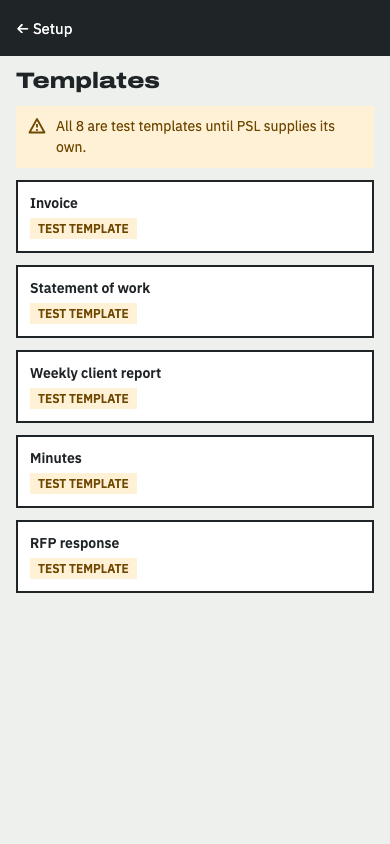 ← Setup
Templates
All 8 are test templates until PSL supplies its
own.
Invoice
TEST TEMPLATE
Statement of work
TEST TEMPLATE
Weekly client report
TEST TEMPLATE
Minutes
TEST TEMPLATE
RFP response
TEST TEMPLATE